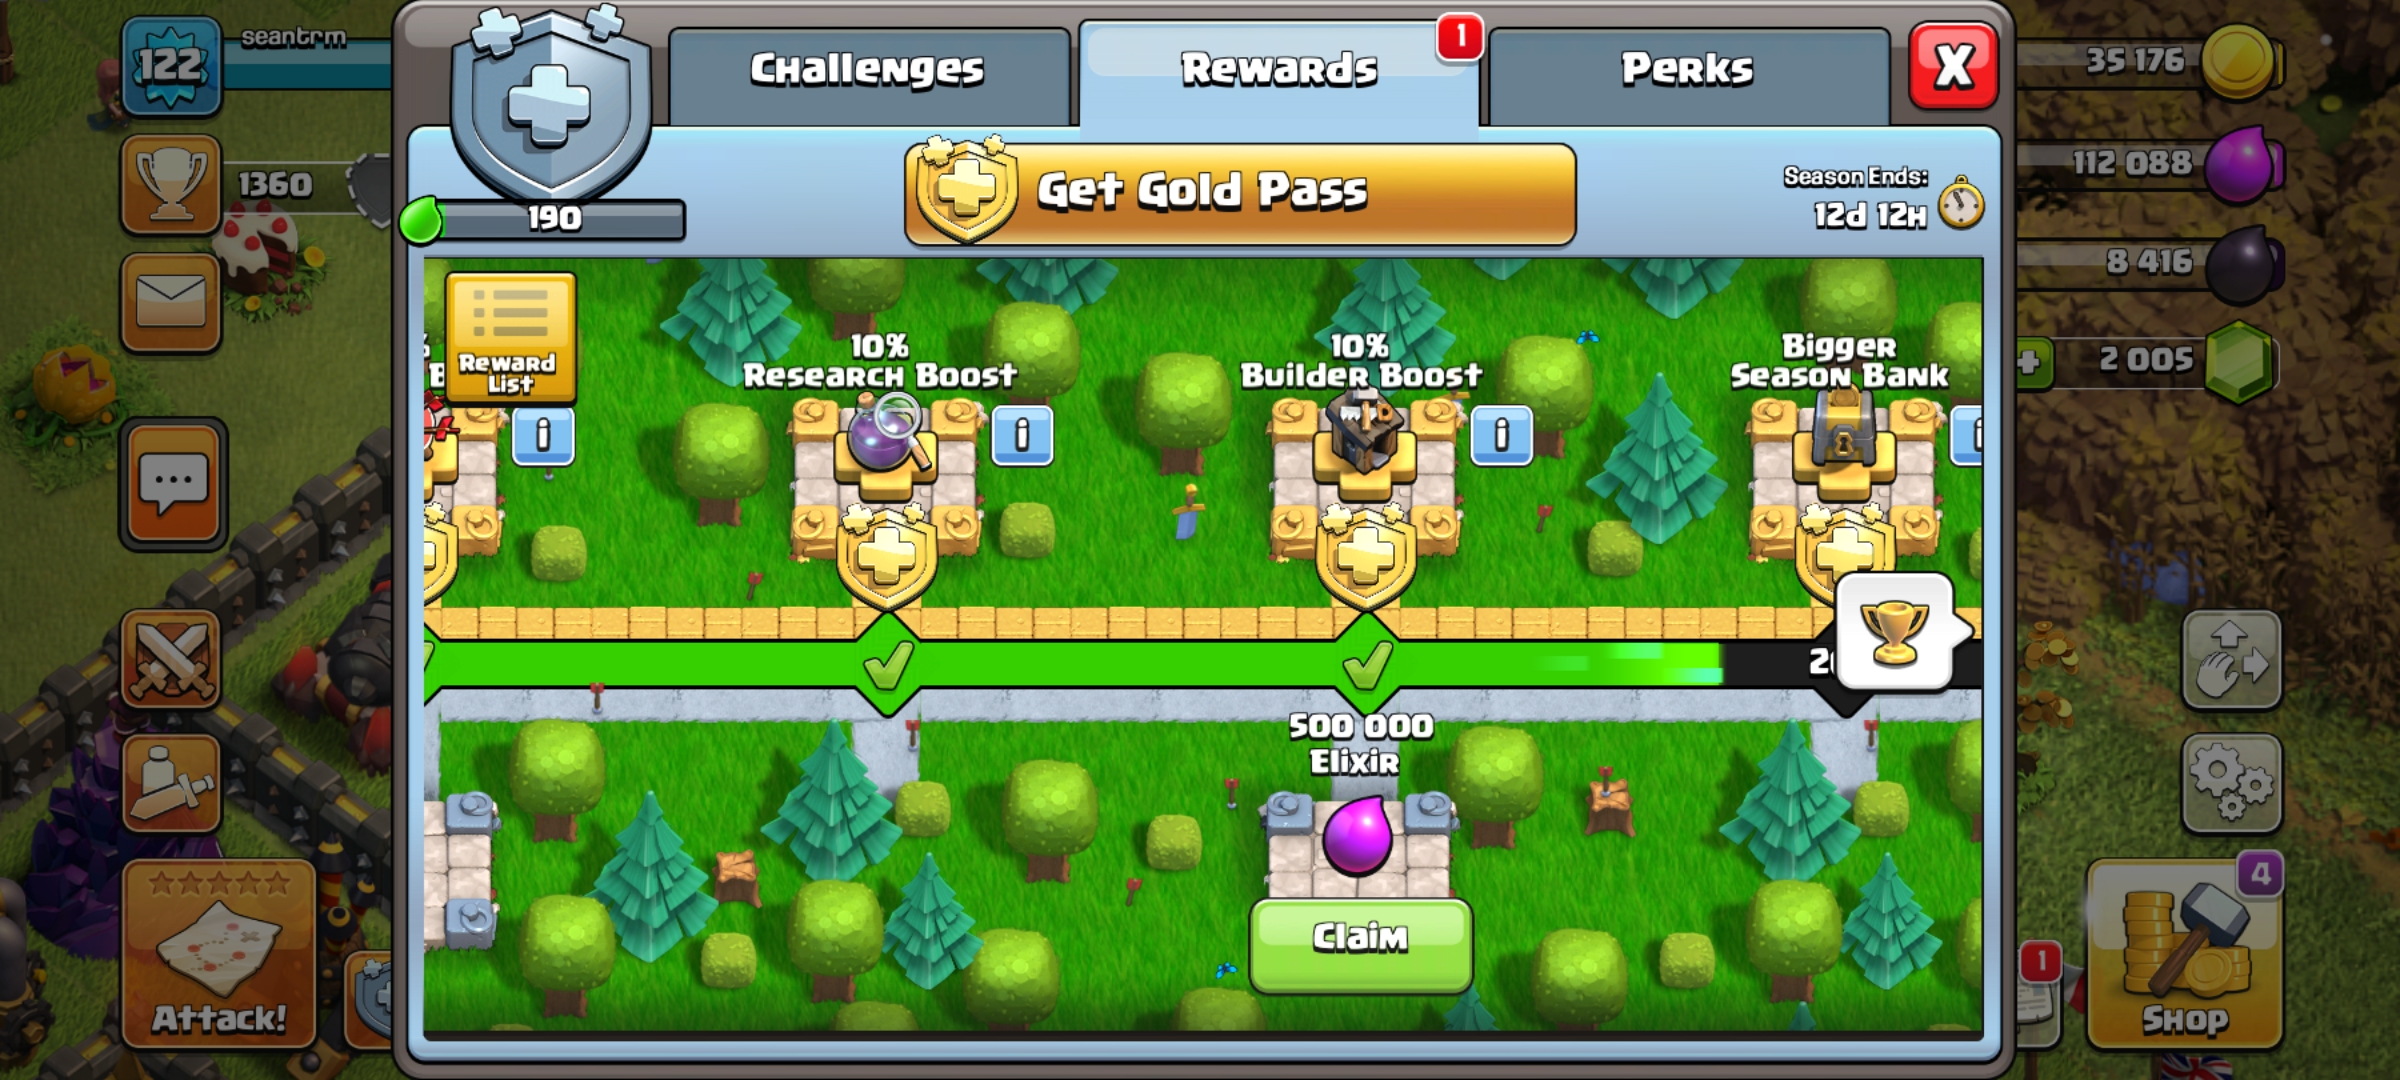 122
seantrm
Challenges
Rewards
1
Perks
X
35 176
1360
190
Get Gold Pass
Season Ends:
12d 12H
112 088
8 416
2 005
Reward
List
10%
Research Boost
10%
Builder Boost
Bigger
Season Bank
i
i
i
500 000
Elixir
Claim
Attack!
4
1
Shop